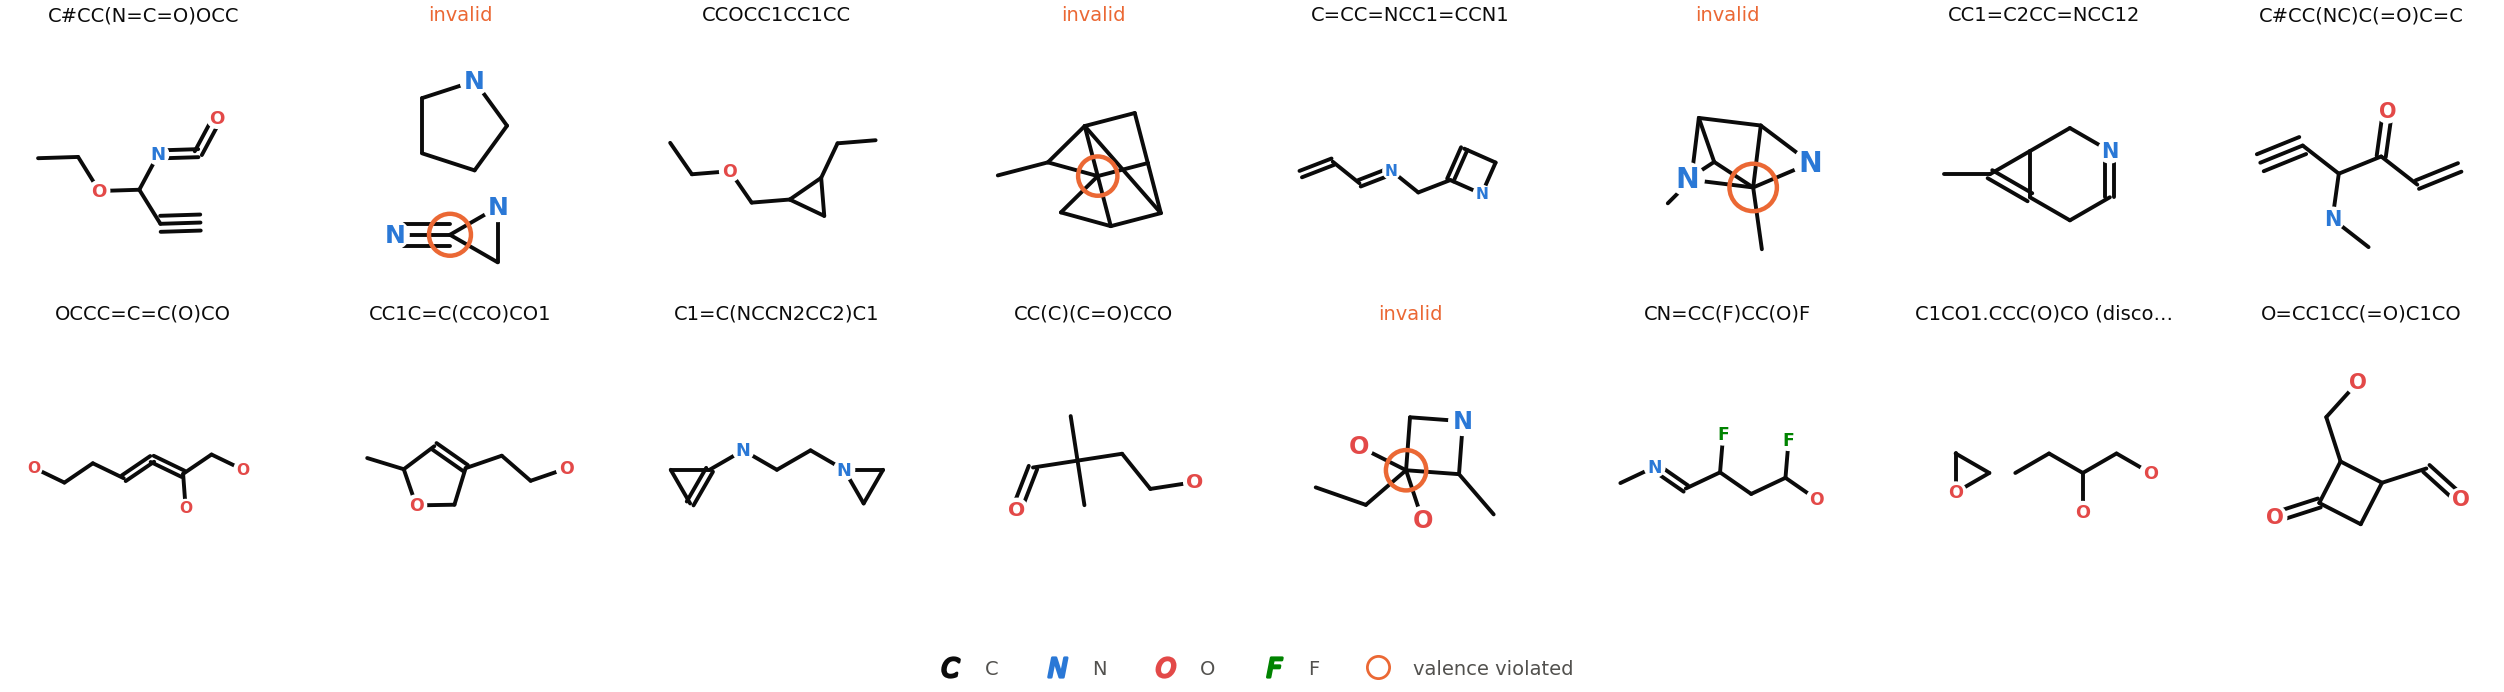 C#CC(N=C=O)OCC
invalid
CCOCC1CC1CC
invalid
C=CC=NCC1=CCN1
invalid
CC1=C2CC=NCC12
C#CC(NC)C(=O)C=C
N
O
O
N
N
N
O
N
N
N
N
N
O
N
OCCC=C=C(O)CO
CC1C=C(CCO)CO1
C1=C(NCCN2CC2)C1
CC(C)(C=O)CCO
invalid
CN=CC(F)CC(O)F
C1CO1.CCC(O)CO (disco...
O=CC1CC(=O)C1CO
O
O
O
O
O
N
N
O
O
O
N
O
N
F
F
O
O
O
O
O
O
O
C C
N N
O O
F F
valence violated